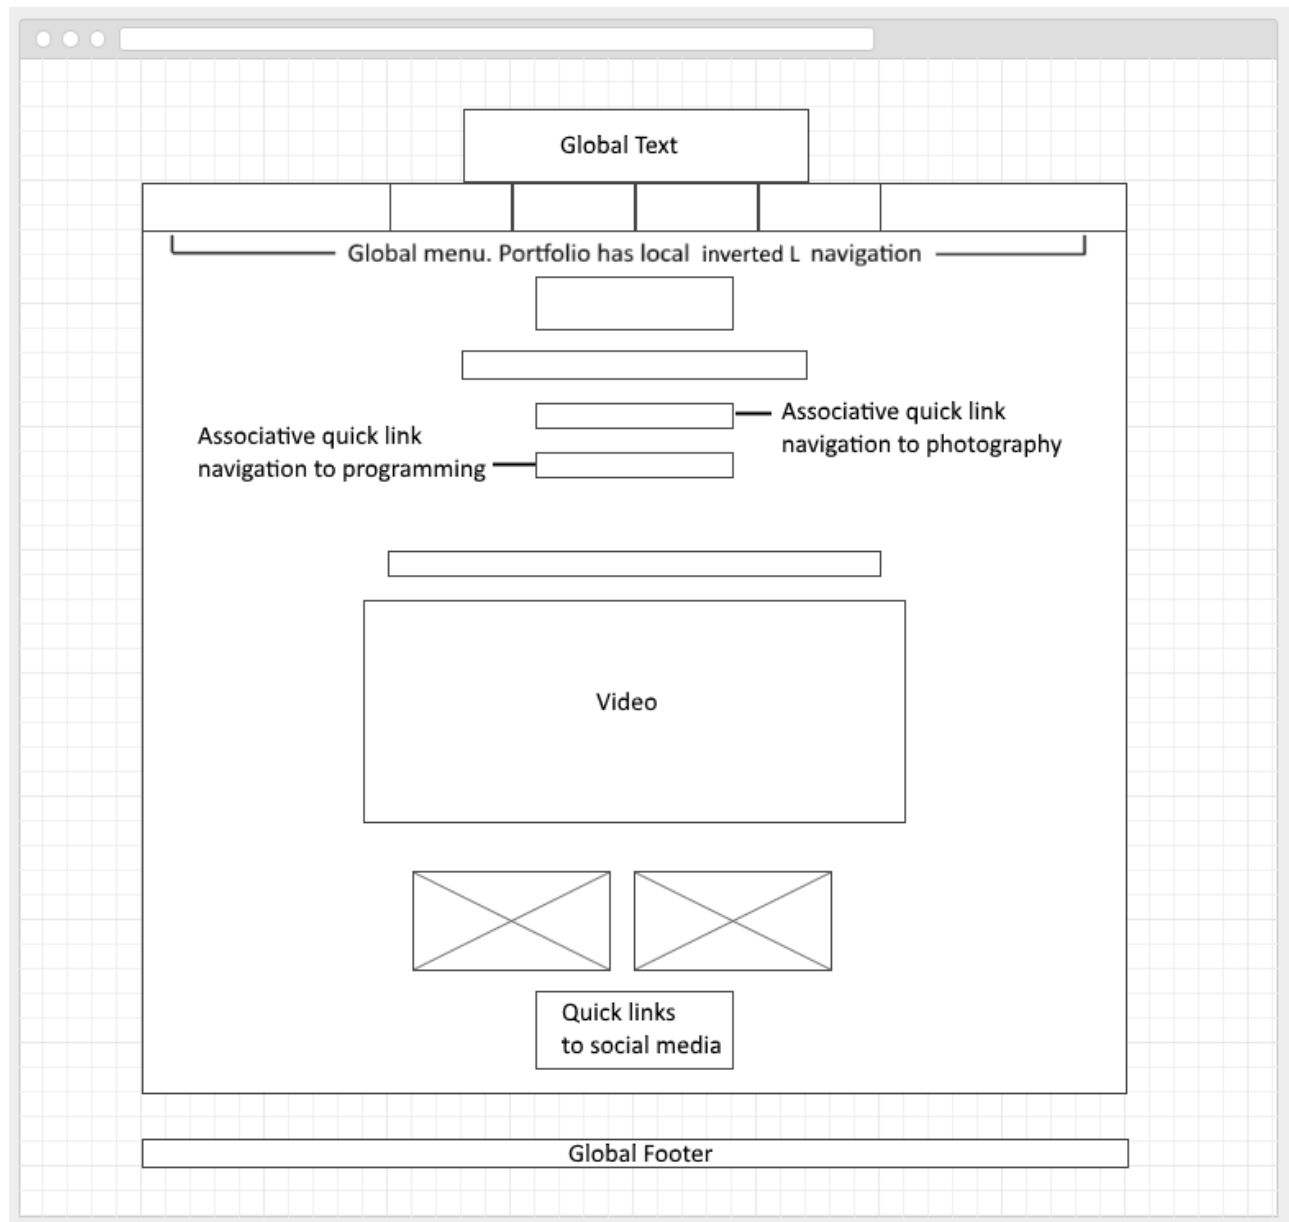 Global Text
Global menu. Portfolio has local inverted L navigation
Associative quick link
navigation to photography
Associative quick link
navigation to programming
Video
Quick links
to social media
Global Footer